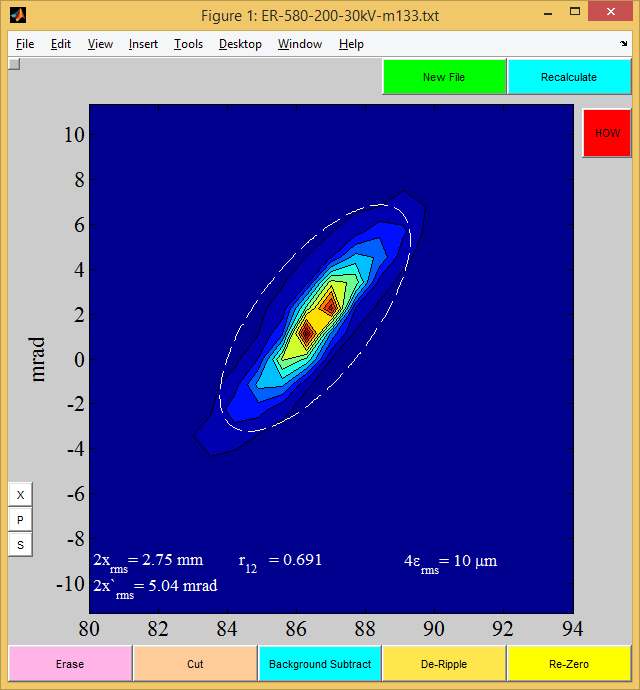 Figure 1: ER-580-200-30kV-m133.txt
File Edit View Insert Tools Desktop Window Help
New File Recalculate
HOW
10
8
6
4
2
0
-2
-4
-6
-8
-10
mrad
X
P
S
2x_rms = 2.75 mm r_12 = 0.691 4ε_rms = 10 μm
2x`_rms = 5.04 mrad
80 82 84 86 88 90 92 94
Erase Cut Background Subtract De-Ripple Re-Zero